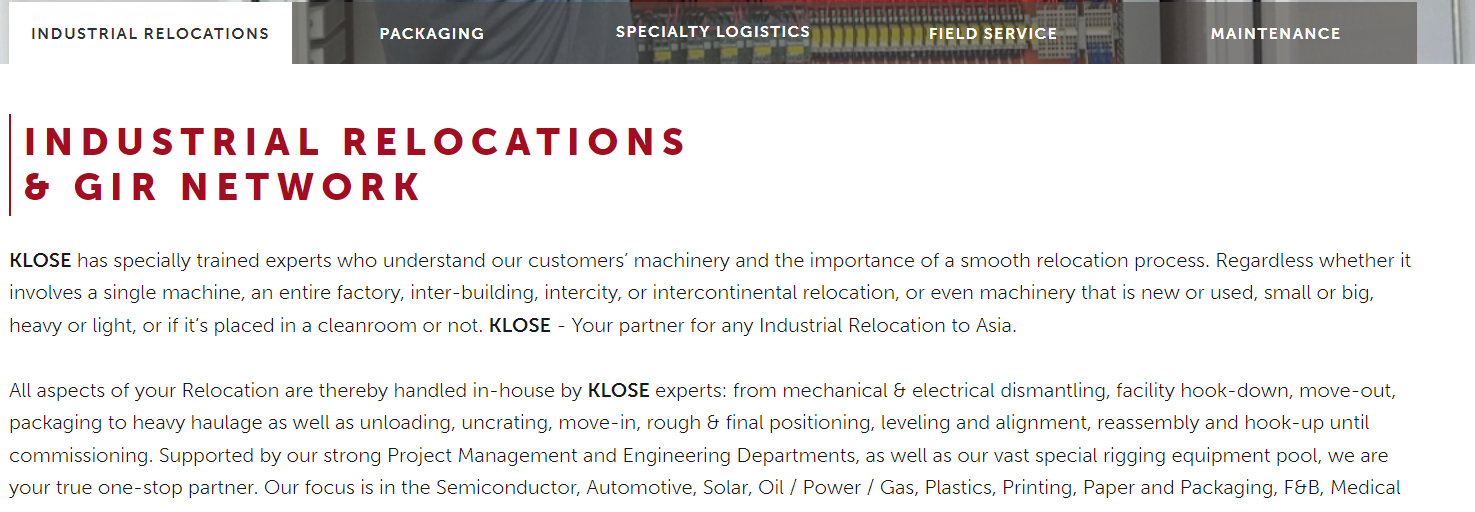 INDUSTRIAL RELOCATIONS PACKAGING SPECIALTY LOGISTICS FIELD SERVICE MAINTENANCE
INDUSTRIAL RELOCATIONS
& GIR NETWORK
KLOSE has specially trained experts who understand our customers’ machinery and the importance of a smooth relocation process. Regardless whether it
involves a single machine, an entire factory, inter-building, intercity, or intercontinental relocation, or even machinery that is new or used, small or big,
heavy or light, or if it’s placed in a cleanroom or not. KLOSE - Your partner for any Industrial Relocation to Asia.
All aspects of your Relocation are thereby handled in-house by KLOSE experts: from mechanical & electrical dismantling, facility hook-down, move-out,
packaging to heavy haulage as well as unloading, uncrating, move-in, rough & final positioning, leveling and alignment, reassembly and hook-up until
commissioning. Supported by our strong Project Management and Engineering Departments, as well as our vast special rigging equipment pool, we are
your true one-stop partner. Our focus is in the Semiconductor, Automotive, Solar, Oil / Power / Gas, Plastics, Printing, Paper and Packaging, F&B, Medical